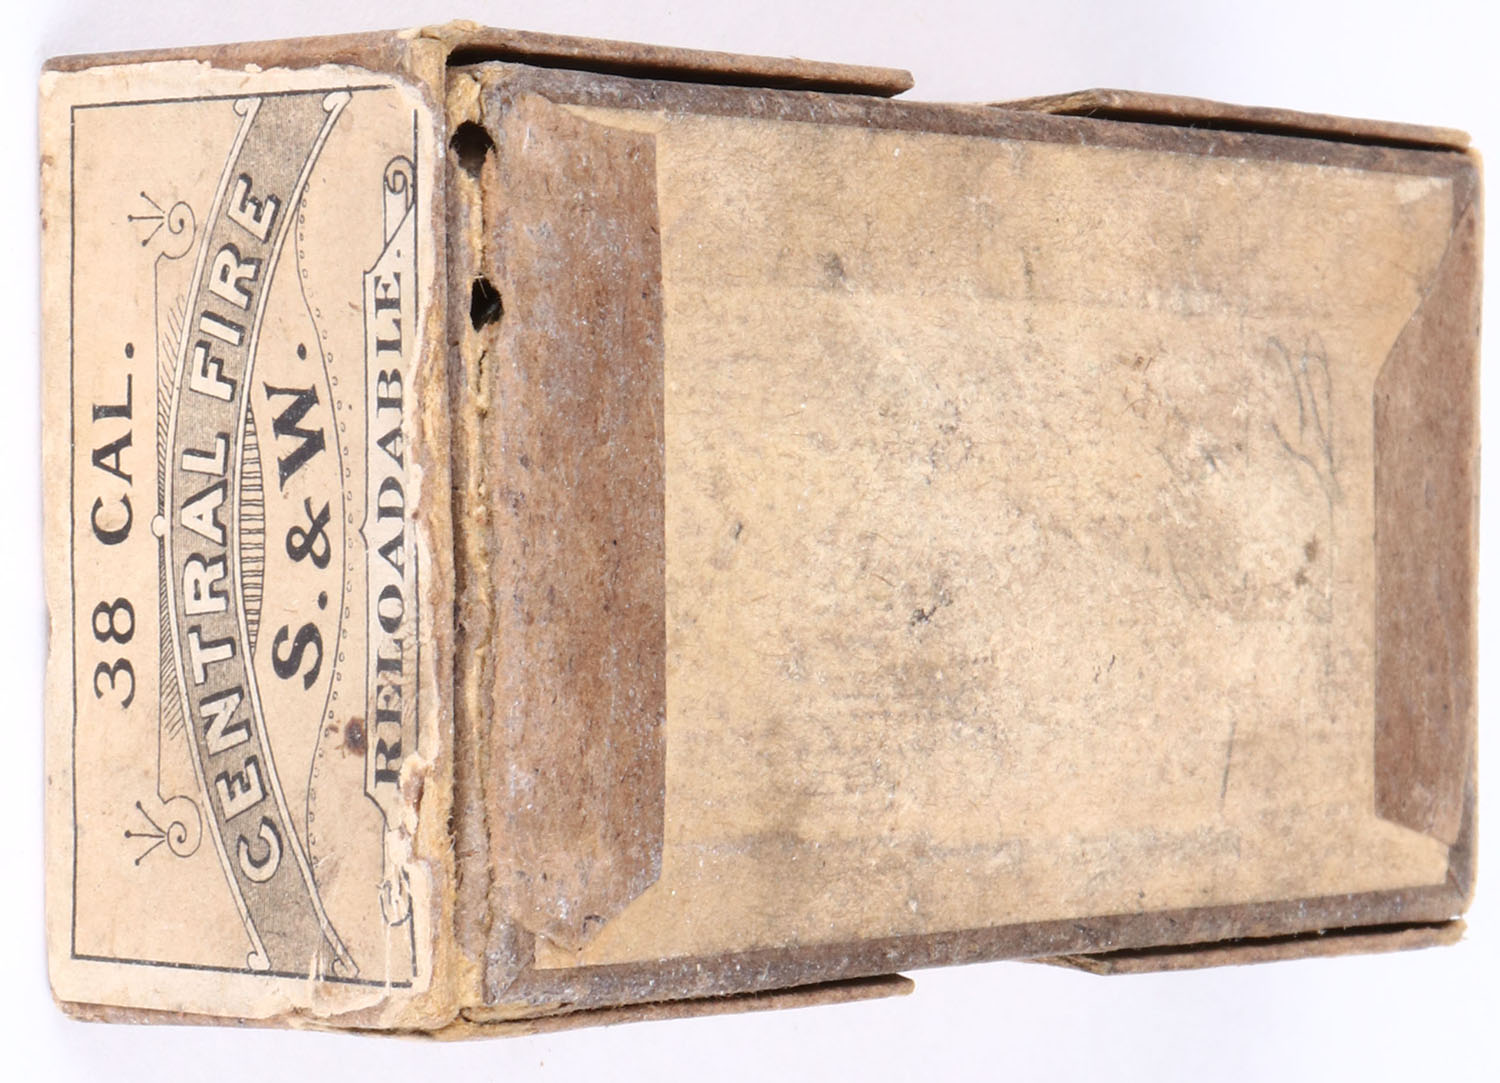 38 CAL.
CENTRAL FIRE
S. & W.
RELOADABLE.